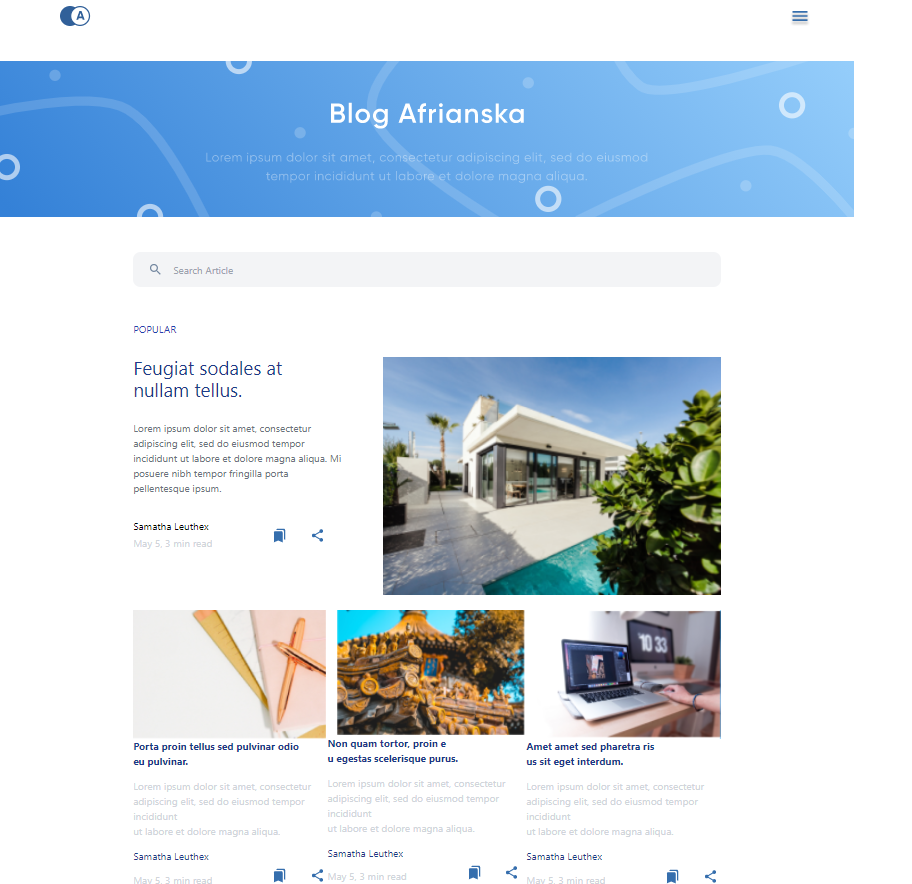 A
Blog Afrianska
Lorem ipsum dolor sit amet, consectetur adipiscing elit, sed do eiusmod
tempor incididunt ut labore et dolore magna aliqua.
Search Article
POPULAR
Feugiat sodales at
nullam tellus.
Lorem ipsum dolor sit amet, consectetur
adipiscing elit, sed do eiusmod tempor
incididunt ut labore et dolore magna aliqua. Mi
posuere nibh tempor fringilla porta
pellentesque ipsum.
Samatha Leuthex
May 5, 3 min read
10 33
Porta proin tellus sed pulvinar odio
eu pulvinar.
Lorem ipsum dolor sit amet, consectetur
adipiscing elit, sed do eiusmod tempor
incididunt
ut labore et dolore magna aliqua.
Samatha Leuthex
May 5, 3 min read
Non quam tortor, proin e
u egestas scelerisque purus.
Lorem ipsum dolor sit amet, consectetur
adipiscing elit, sed do eiusmod tempor
incididunt
ut labore et dolore magna aliqua.
Samatha Leuthex
May 5, 3 min read
Amet amet sed pharetra ris
us sit eget interdum.
Lorem ipsum dolor sit amet, consectetur
adipiscing elit, sed do eiusmod tempor
incididunt
ut labore et dolore magna aliqua.
Samatha Leuthex
May 5, 3 min read